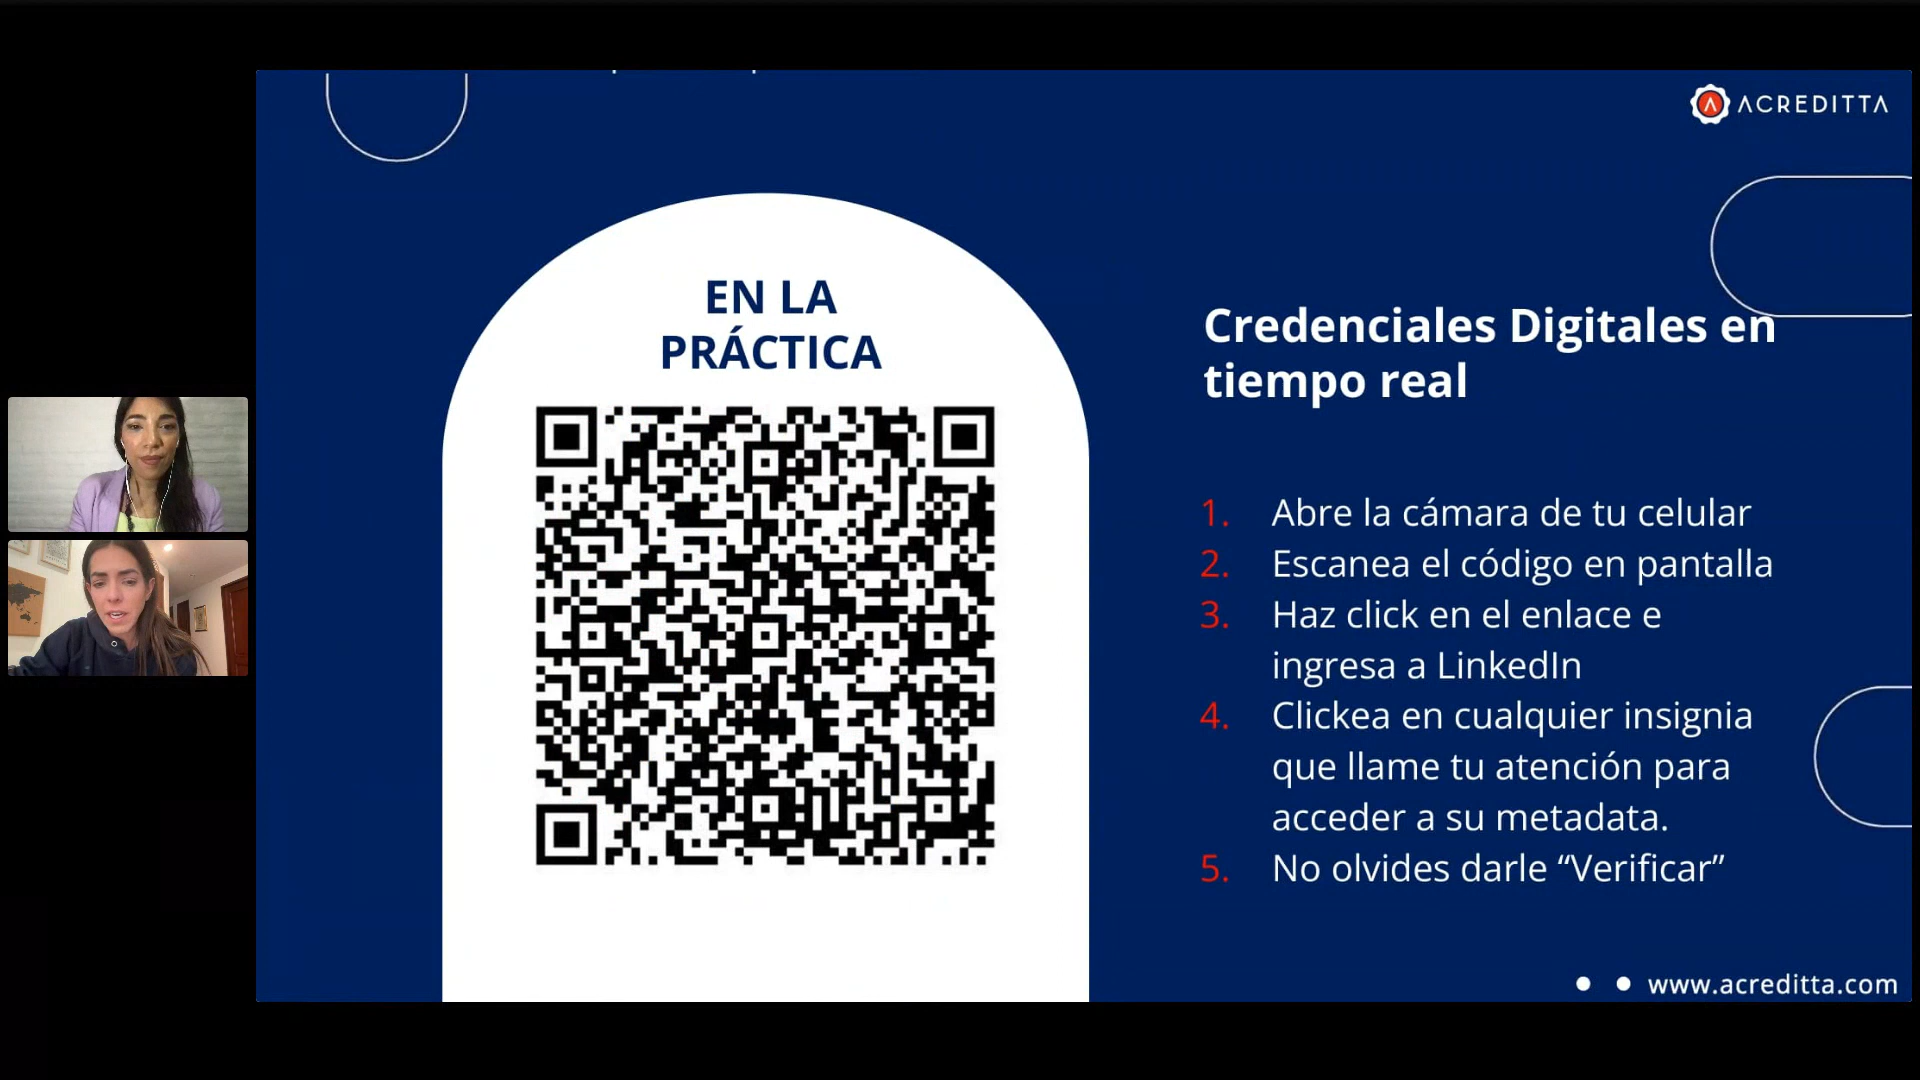 ACREDITTA
EN LA
PRÁCTICA
Credenciales Digitales en
tiempo real
1. Abre la cámara de tu celular
2. Escanea el código en pantalla
3. Haz click en el enlace e
ingresa a LinkedIn
4. Clickea en cualquier insignia
que llame tu atención para
acceder a su metadata.
5. No olvides darle “Verificar”
www.acreditta.com